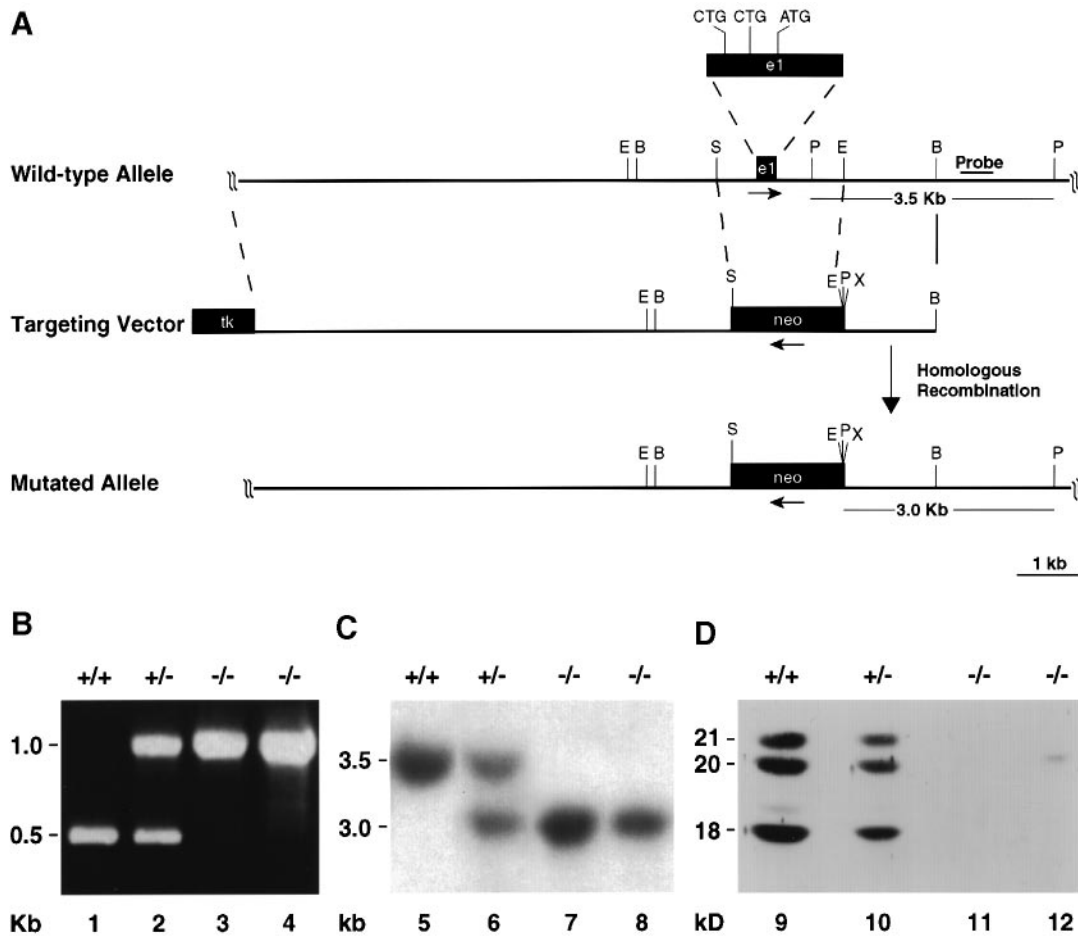 A
CTG CTG ATG
e1
E B S P E B P
Wild-type Allele e1 Probe
3.5 Kb
S E P X
E B B
Targeting Vector tk neo
Homologous
Recombination
S E P X
E B B P
Mutated Allele neo
3.0 Kb
1 kb
B
+/+ +/- -/- -/-
1.0
0.5
Kb 1 2 3 4
C
+/+ +/- -/- -/-
3.5
3.0
kb 5 6 7 8
D
+/+ +/- -/- -/-
21
20
18
kD 9 10 11 12